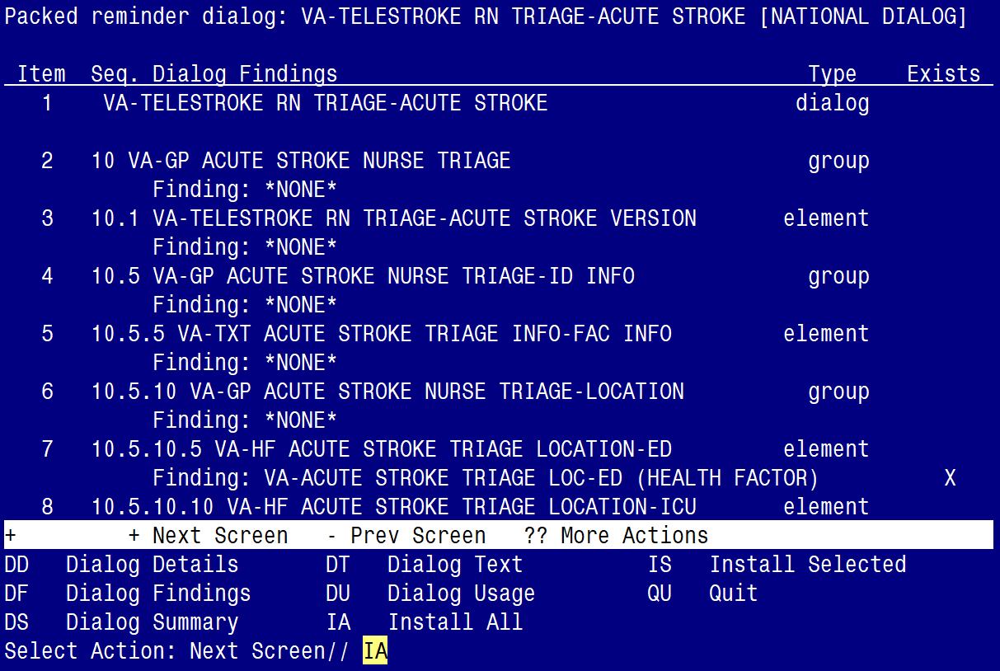 Packed reminder dialog: VA-TELESTROKE RN TRIAGE-ACUTE STROKE [NATIONAL DIALOG]
Item Seq. Dialog Findings Type Exists
1 VA-TELESTROKE RN TRIAGE-ACUTE STROKE dialog
2 10 VA-GP ACUTE STROKE NURSE TRIAGE group
Finding: *NONE*
3 10.1 VA-TELESTROKE RN TRIAGE-ACUTE STROKE VERSION element
Finding: *NONE*
4 10.5 VA-GP ACUTE STROKE NURSE TRIAGE-ID INFO group
Finding: *NONE*
5 10.5.5 VA-TXT ACUTE STROKE TRIAGE INFO-FAC INFO element
Finding: *NONE*
6 10.5.10 VA-GP ACUTE STROKE NURSE TRIAGE-LOCATION group
Finding: *NONE*
7 10.5.10.5 VA-HF ACUTE STROKE TRIAGE LOCATION-ED element
Finding: VA-ACUTE STROKE TRIAGE LOC-ED (HEALTH FACTOR) X
8 10.5.10.10 VA-HF ACUTE STROKE TRIAGE LOCATION-ICU element
+ + Next Screen - Prev Screen ?? More Actions
DD Dialog Details DT Dialog Text IS Install Selected
DF Dialog Findings DU Dialog Usage QU Quit
DS Dialog Summary IA Install All
Select Action: Next Screen// IA